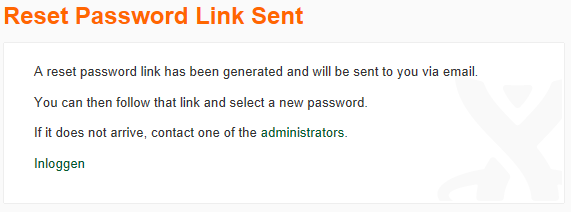 Reset Password Link Sent
A reset password link has been generated and will be sent to you via email.
You can then follow that link and select a new password.
If it does not arrive, contact one of the administrators.
Inloggen